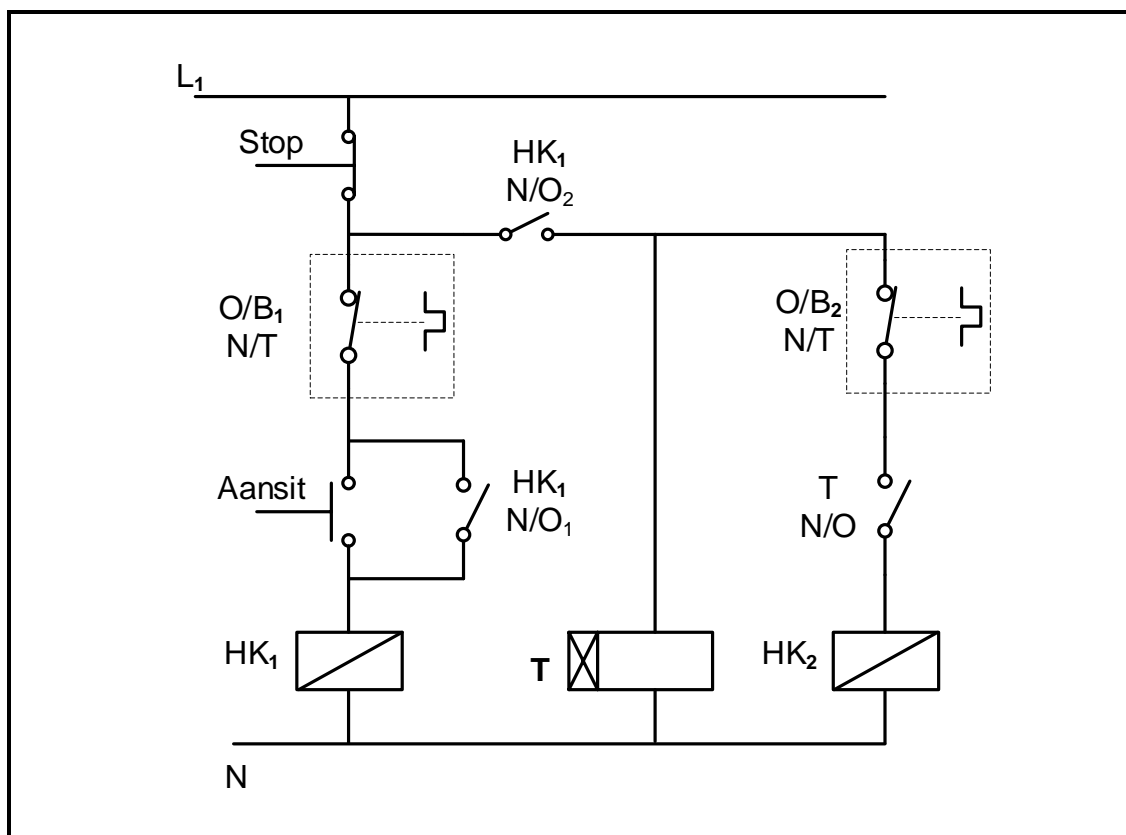 L₁
Stop
HK₁
N/O₂
O/B₁
N/T
O/B₂
N/T
Aansit
HK₁
N/O₁
T
N/O
HK₁
T
HK₂
N